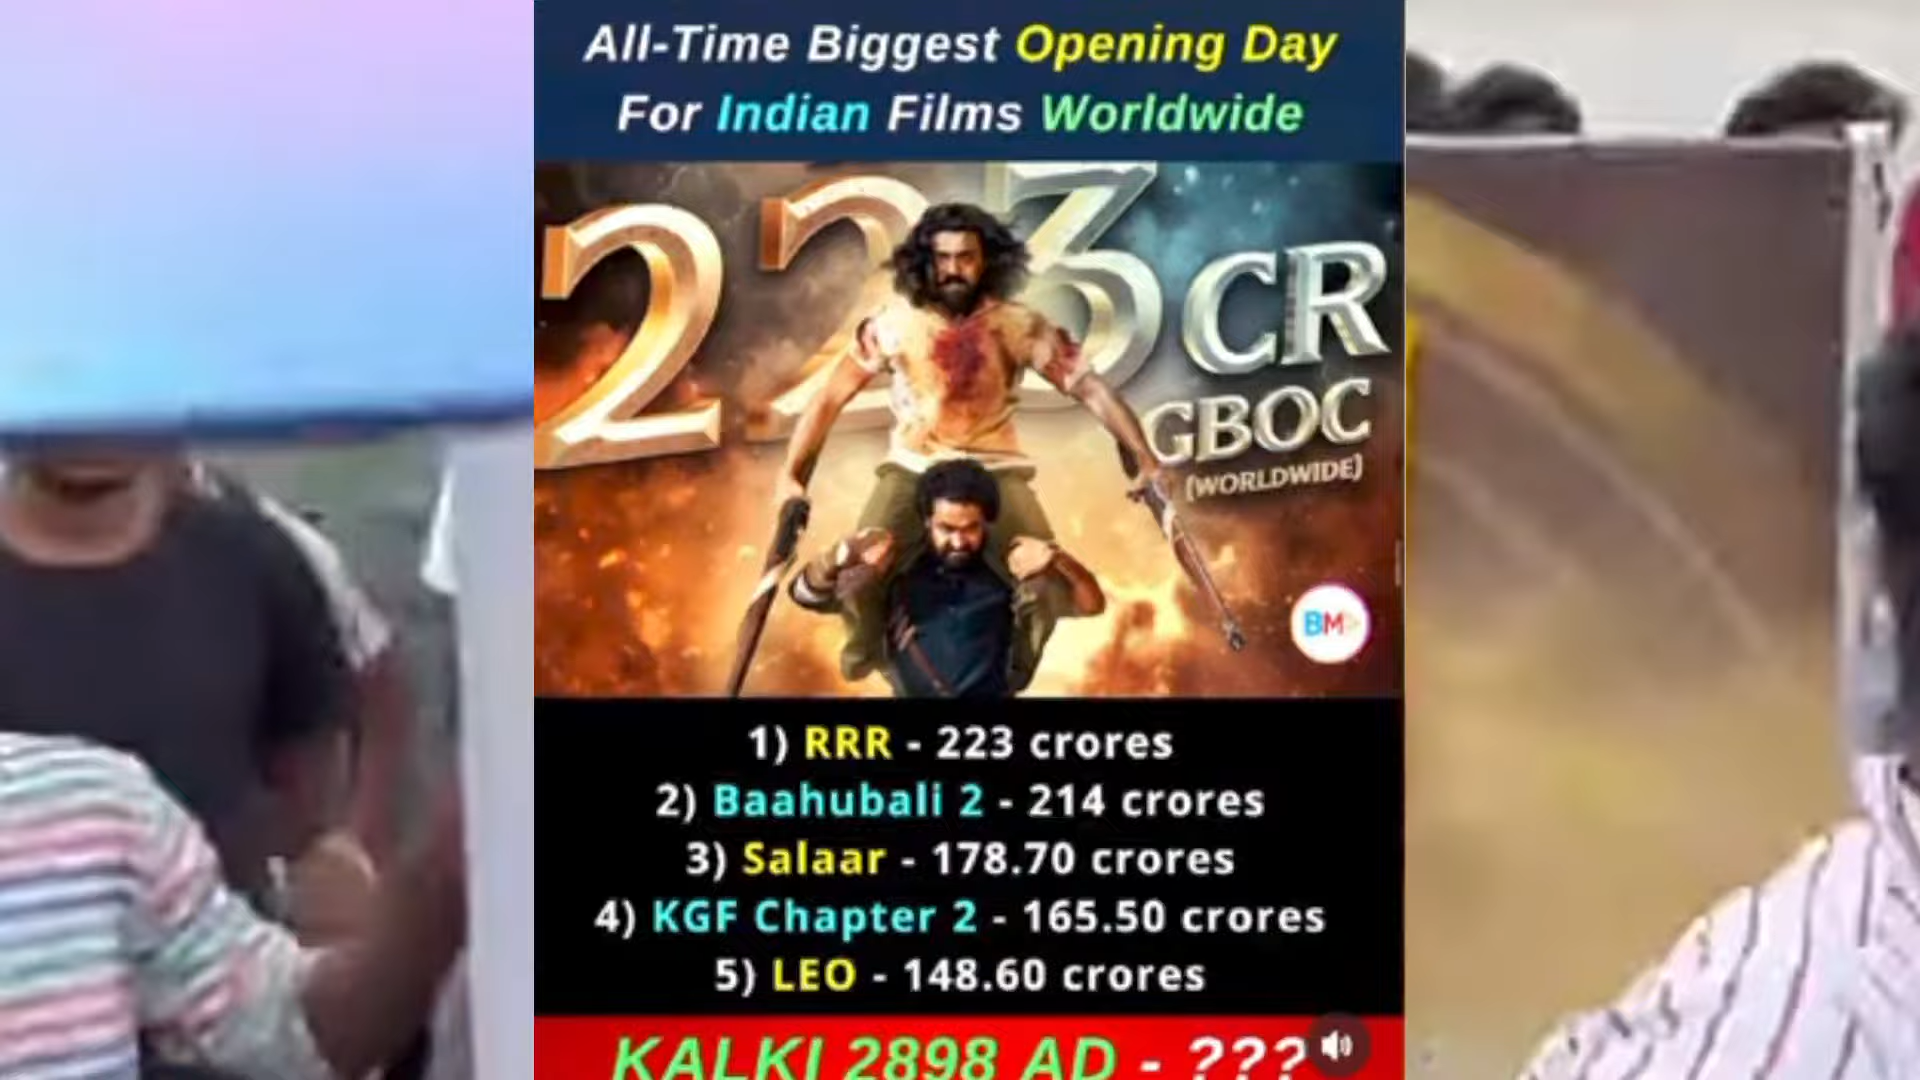 All-Time Biggest Opening Day
For Indian Films Worldwide
223 CR
GBOC
(WORLDWIDE)
BM
1) RRR - 223 crores
2) Baahubali 2 - 214 crores
3) Salaar - 178.70 crores
4) KGF Chapter 2 - 165.50 crores
5) LEO - 148.60 crores
KALKI 2898 AD - ???